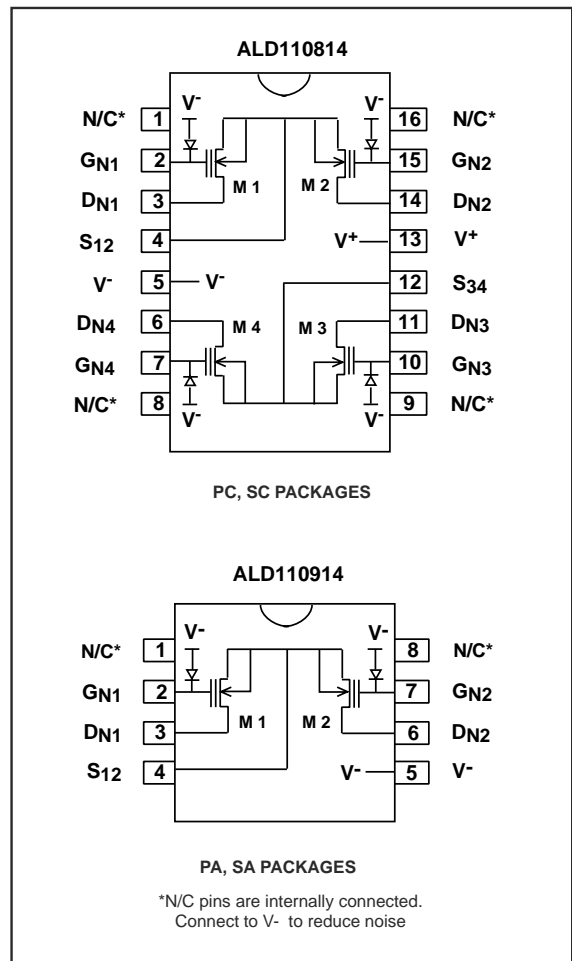 ALD110814
V- V-
N/C* 1 16 N/C*
GN1 2 15 GN2
M 1 M 2
DN1 3 14 DN2
S12 4 V+ 13 V+
V- 5 V- 12 S34
DN4 6 M 4 M 3 11 DN3
GN4 7 10 GN3
N/C* 8 V- V- 9 N/C*
PC, SC PACKAGES
ALD110914
V- V-
N/C* 1 8 N/C*
GN1 2 7 GN2
DN1 3 M 1 M 2 6 DN2
S12 4 V- 5 V-
PA, SA PACKAGES
*N/C pins are internally connected.
Connect to V- to reduce noise